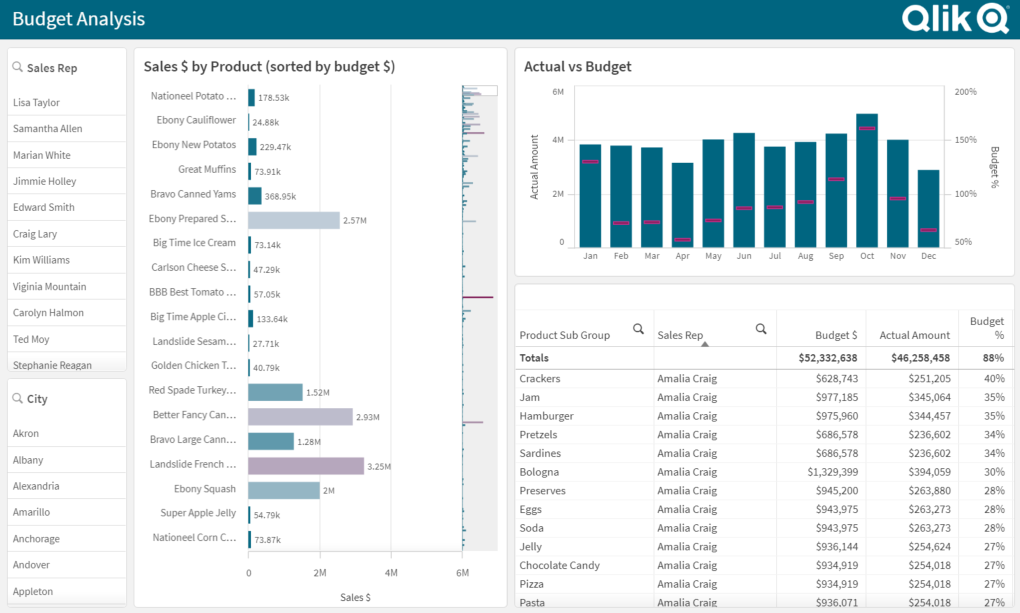 Budget Analysis
Qlik
Sales Rep
Lisa Taylor
Samantha Allen
Marian White
Jimmie Holley
Edward Smith
Craig Lary
Kim Williams
Viginia Mountain
Carolyn Halmon
Ted Moy
Stephanie Reagan
City
Akron
Albany
Alexandria
Amarillo
Anchorage
Andover
Appleton
Sales $ by Product (sorted by budget $)
Nationeel Potato ... 178.53k
Ebony Cauliflower 24.88k
Ebony New Potatos 229.47k
Great Muffins 73.91k
Bravo Canned Yams 368.95k
Ebony Prepared S... 2.57M
Big Time Ice Cream 73.14k
Carlson Cheese S... 47.29k
BBB Best Tomato ... 57.05k
Big Time Apple Ci... 133.64k
Landslide Sesam... 27.71k
Golden Chicken T... 40.79k
Red Spade Turkey... 1.52M
Better Fancy Can... 2.93M
Bravo Large Cann... 1.28M
Landslide French ... 3.25M
Ebony Squash 2M
Super Apple Jelly 54.79k
Nationeel Corn C... 73.87k
0 2M 4M 6M
Sales $
Actual vs Budget
Actual Amount
6M
4M
2M
0
200%
150%
100%
50%
Budget %
Jan Feb Mar Apr May Jun Jul Aug Sep Oct Nov Dec
Product Sub Group Sales Rep Budget $ Actual Amount Budget %
Totals $52,332,638 $46,258,458 88%
Crackers Amalia Craig $628,743 $251,205 40%
Jam Amalia Craig $977,185 $345,064 35%
Hamburger Amalia Craig $975,960 $344,457 35%
Pretzels Amalia Craig $686,578 $236,602 34%
Sardines Amalia Craig $686,578 $236,602 34%
Bologna Amalia Craig $1,329,399 $394,059 30%
Preserves Amalia Craig $945,200 $263,880 28%
Eggs Amalia Craig $943,975 $263,273 28%
Soda Amalia Craig $943,975 $263,273 28%
Jelly Amalia Craig $936,144 $254,624 27%
Chocolate Candy Amalia Craig $934,919 $254,018 27%
Pizza Amalia Craig $934,919 $254,018 27%
Pasta Amalia Craig $936,071 $254,018 27%